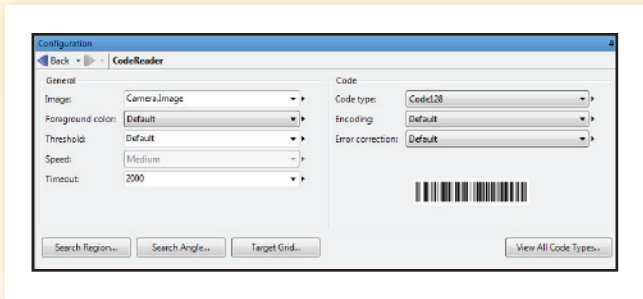 Configuration
Back
CodeReader
General
Image: Camera.Image
Foreground color: Default
Threshold: Default
Speed: Medium
Timeout: 2000
Code
Code type: Code128
Encoding: Default
Error correction: Default
Search Region...
Search Angle...
Target Grid...
View All Code Types...